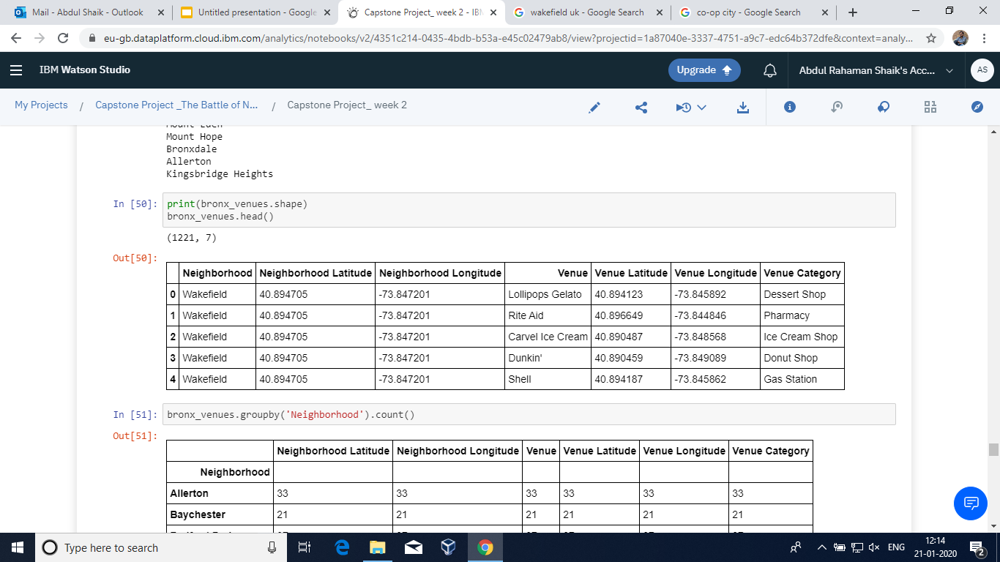 Mail - Abdul Shaik - Outlook
Untitled presentation - Google
Capstone Project_ week 2 - IBM
wakefield uk - Google Search
co-op city - Google Search
eu-gb.dataplatform.cloud.ibm.com/analytics/notebooks/v2/4351c214-0435-4bdb-b53a-e45c02479ab8/view?projectid=1a87040e-3337-4751-a9c7-edc64b372dfe&context=analy...
IBM Watson Studio
Upgrade
Abdul Rahaman Shaik's Acc...
AS
My Projects / Capstone Project _The Battle of N... / Capstone Project_ week 2
Mount Hope
Bronxdale
Allerton
Kingsbridge Heights
In [50]: print(bronx_venues.shape)
bronx_venues.head()
(1221, 7)
Out[50]:
Neighborhood Neighborhood Latitude Neighborhood Longitude Venue Venue Latitude Venue Longitude Venue Category
0 Wakefield 40.894705 -73.847201 Lollipops Gelato 40.894123 -73.845892 Dessert Shop
1 Wakefield 40.894705 -73.847201 Rite Aid 40.896649 -73.844846 Pharmacy
2 Wakefield 40.894705 -73.847201 Carvel Ice Cream 40.890487 -73.848568 Ice Cream Shop
3 Wakefield 40.894705 -73.847201 Dunkin' 40.890459 -73.849089 Donut Shop
4 Wakefield 40.894705 -73.847201 Shell 40.894187 -73.845862 Gas Station
In [51]: bronx_venues.groupby('Neighborhood').count()
Out[51]:
Neighborhood Latitude Neighborhood Longitude Venue Venue Latitude Venue Longitude Venue Category
Neighborhood
Allerton 33 33 33 33 33 33
Baychester 21 21 21 21 21 21
Type here to search
ENG
12:14
21-01-2020
2